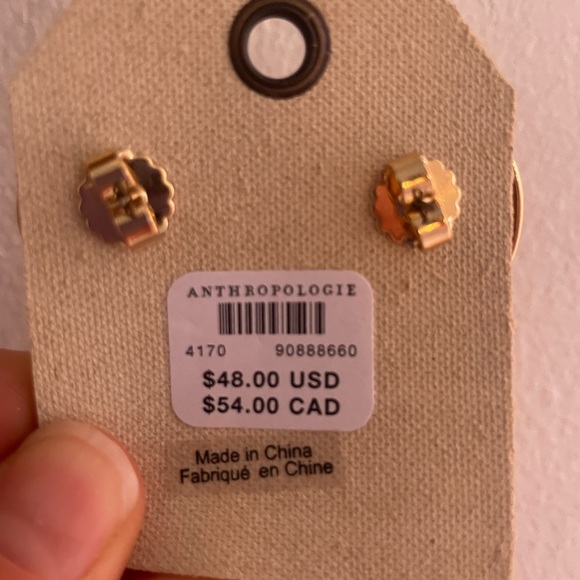 ANTHROPOLOGIE
4170 90888660
$48.00 USD
$54.00 CAD
Made in China
Fabriqué en Chine